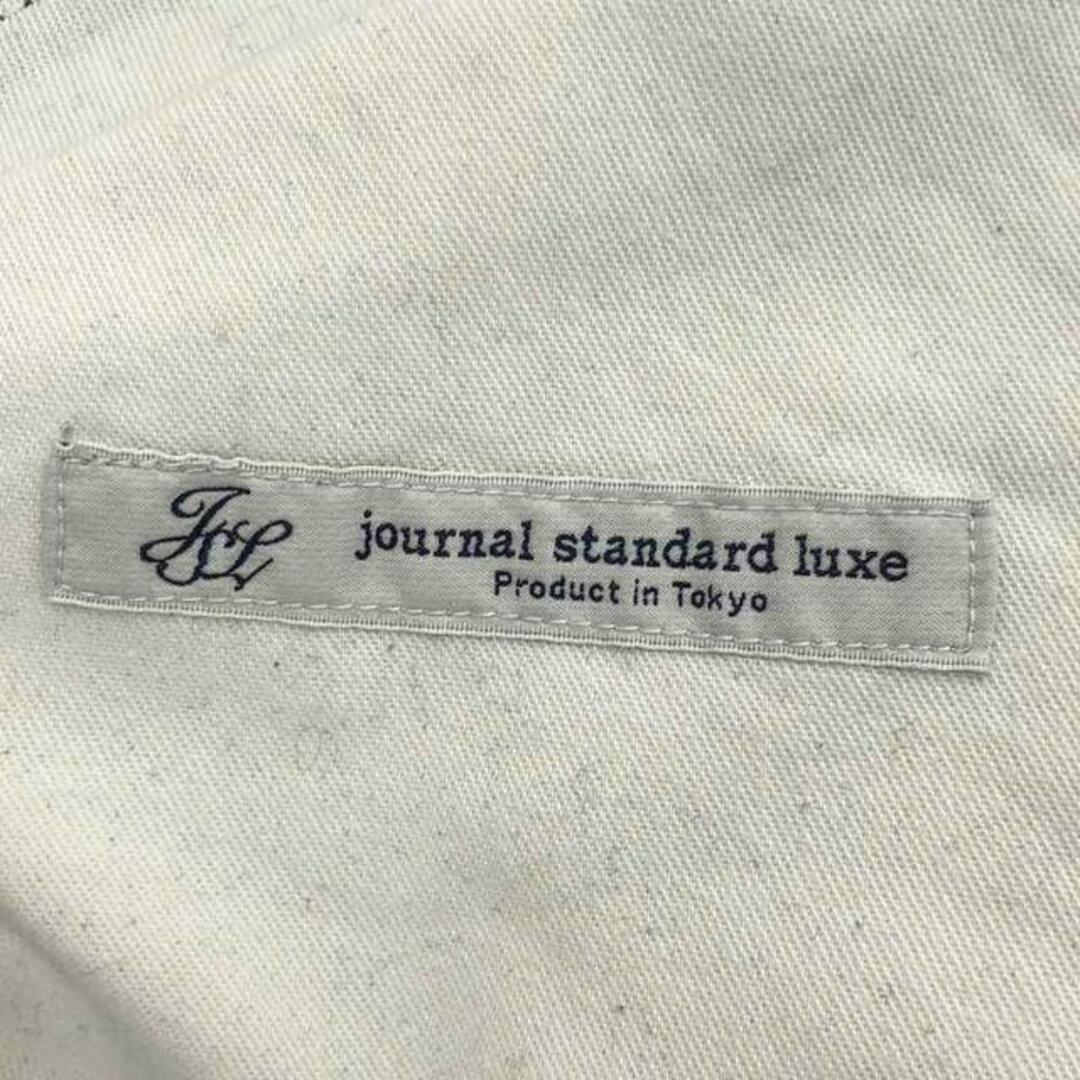 JSL
journal standard luxe
Product in Tokyo